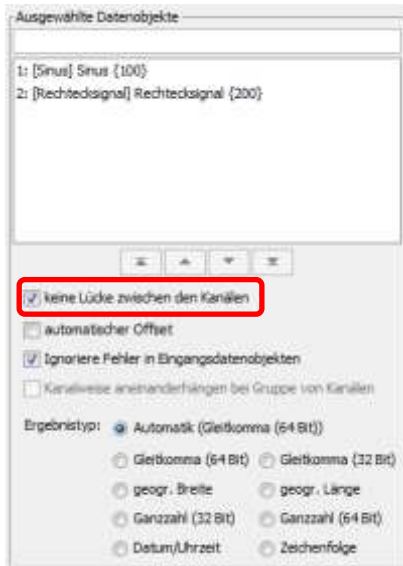 Ausgewählte Datenobjekte
1: [Sinus] Sinus {100}
2: [Rechtecksignal] Rechtecksignal {200}
keine Lücke zwischen den Kanälen
automatischer Offset
Ignoriere Fehler in Eingangsdatenobjekten
Kanalweise aneinanderhängen bei Gruppe von Kanälen
Ergebnistyp: Automatik (Gleitkomma (64 Bit))
Gleitkomma (64 Bit) Gleitkomma (32 Bit)
geogr. Breite geogr. Länge
Ganzzahl (32 Bit) Ganzzahl (64 Bit)
Datum/Uhrzeit Zeichenfolge